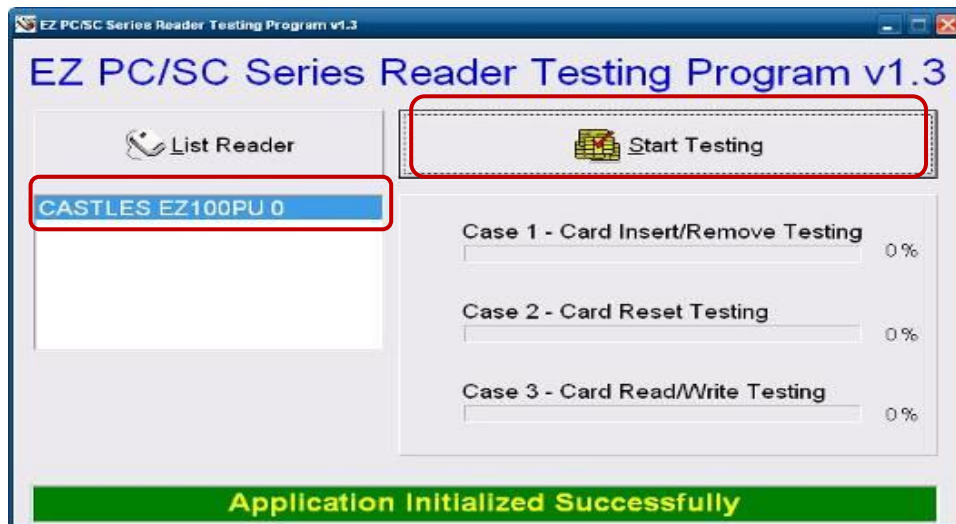 EZ PC/SC Series Reader Testing Program v1.3
EZ PC/SC Series Reader Testing Program v1.3
List Reader
Start Testing
CASTLES EZ100PU 0
Case 1 - Card Insert/Remove Testing
0 %
Case 2 - Card Reset Testing
0 %
Case 3 - Card Read/Write Testing
0 %
Application Initialized Successfully